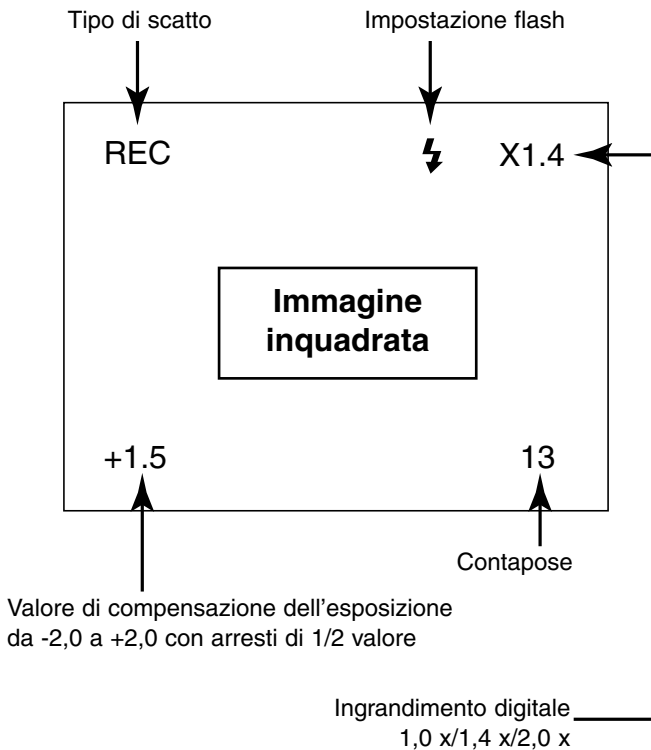 Tipo di scatto
Impostazione flash
REC
X1.4
Immagine
inquadrata
+1.5
13
Contapose
Valore di compensazione dell'esposizione
da -2,0 a +2,0 con arresti di 1/2 valore
Ingrandimento digitale
1,0 x/1,4 x/2,0 x